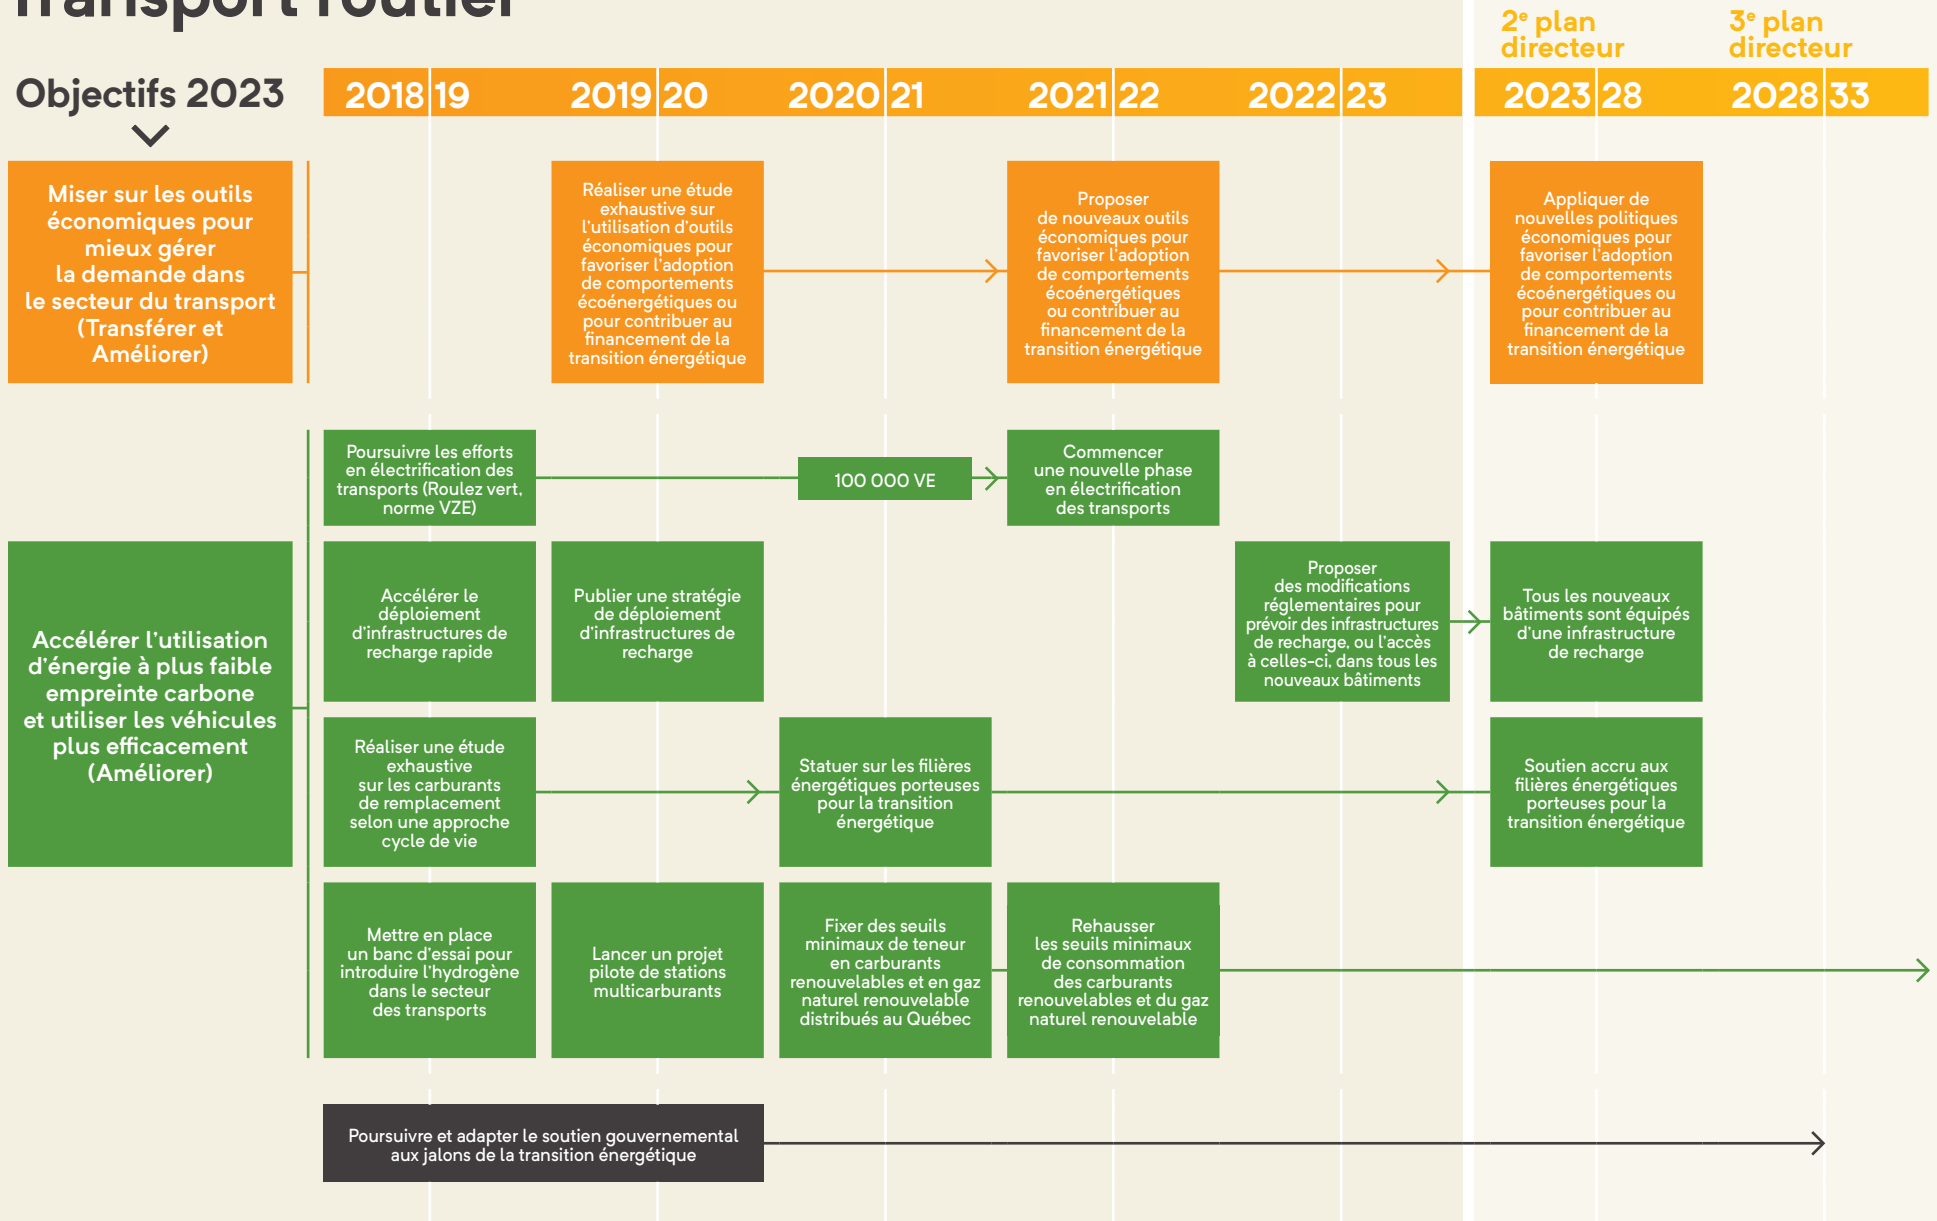 Transport routier
2e plan
directeur
3e plan
directeur
Objectifs 2023
2018|19
2019|20
2020|21
2021|22
2022|23
2023|28
2028|33
Miser sur les outils
économiques pour
mieux gérer
la demande dans
le secteur du transport
(Transférer et
Améliorer)
Réaliser une étude
exhaustive sur
l'utilisation d'outils
économiques pour
favoriser l'adoption
de comportements
écoénergétiques ou
pour contribuer au
financement de la
transition énergétique
Proposer
de nouveaux outils
économiques pour
favoriser l'adoption
de comportements
écoénergétiques
ou contribuer au
financement de la
transition énergétique
Appliquer de
nouvelles politiques
économiques pour
favoriser l'adoption
de comportements
écoénergétiques ou
pour contribuer au
financement de la
transition énergétique
Accélérer l'utilisation
d'énergie à plus faible
empreinte carbone
et utiliser les véhicules
plus efficacement
(Améliorer)
Poursuivre les efforts
en électrification des
transports (Roulez vert,
norme VZE)
100 000 VE
Commencer
une nouvelle phase
en électrification
des transports
Accélérer le
déploiement
d'infrastructures de
recharge rapide
Publier une stratégie
de déploiement
d'infrastructures de
recharge
Proposer
des modifications
réglementaires pour
prévoir des infrastructures
de recharge, ou l'accès
à celles-ci, dans tous les
nouveaux bâtiments
Tous les nouveaux
bâtiments sont équipés
d'une infrastructure
de recharge
Réaliser une étude
exhaustive
sur les carburants
de remplacement
selon une approche
cycle de vie
Statuer sur les filières
énergétiques porteuses
pour la transition
énergétique
Soutien accru aux
filières énergétiques
porteuses pour la
transition énergétique
Mettre en place
un banc d'essai pour
introduire l'hydrogène
dans le secteur
des transports
Lancer un projet
pilote de stations
multicarburants
Fixer des seuils
minimaux de teneur
en carburants
renouvelables et en gaz
naturel renouvelable
distribués au Québec
Rehausser
les seuils minimaux
de consommation
des carburants
renouvelables et du gaz
naturel renouvelable
Poursuivre et adapter le soutien gouvernemental
aux jalons de la transition énergétique